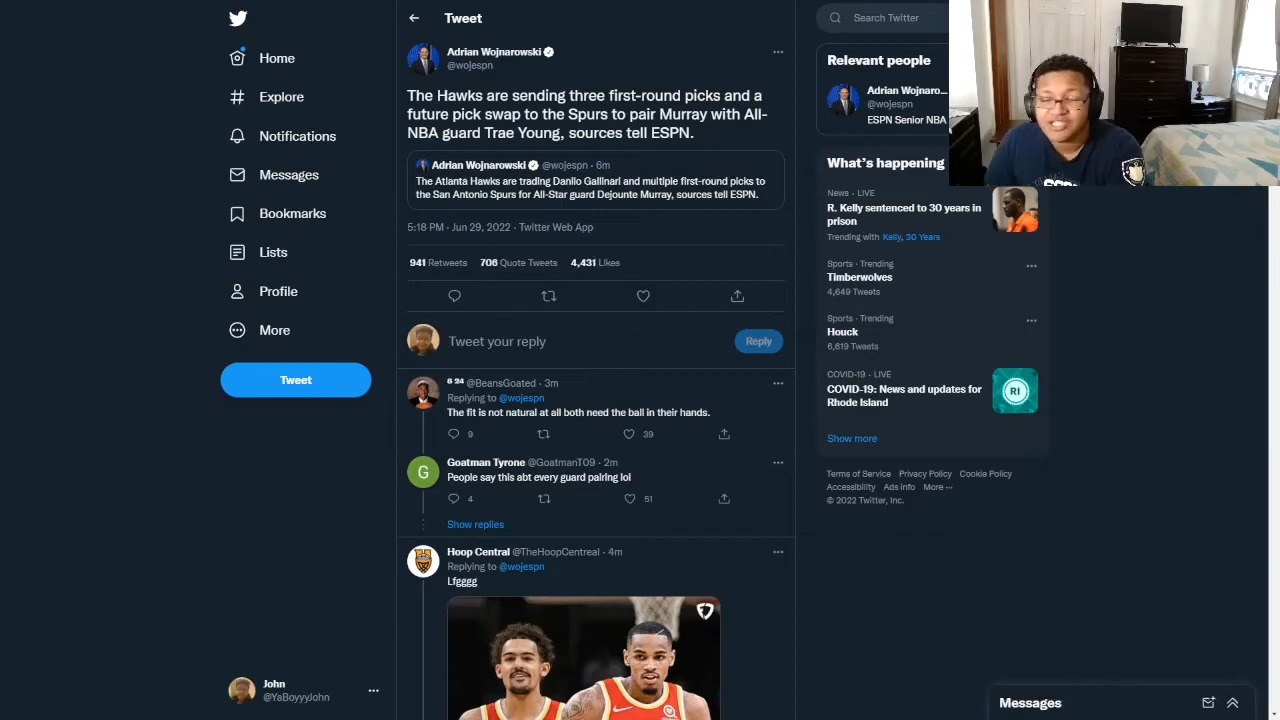 Home
Explore
Notifications
Messages
Bookmarks
Lists
Profile
More
Tweet
John
@YaBoyyyJohn
Tweet
Adrian Wojnarowski
@wojespn
The Hawks are sending three first-round picks and a
future pick swap to the Spurs to pair Murray with All-
NBA guard Trae Young, sources tell ESPN.
Adrian Wojnarowski @wojespn · 6m
The Atlanta Hawks are trading Danilo Gallinari and multiple first-round picks to
the San Antonio Spurs for All-Star guard Dejounte Murray, sources tell ESPN.
5:18 PM · Jun 29, 2022 · Twitter Web App
941 Retweets 706 Quote Tweets 4,431 Likes
Tweet your reply
Reply
⁶ ²⁴ @BeansGoated · 3m
Replying to @wojespn
The fit is not natural at all both need the ball in their hands.
9 39
G
Goatman Tyrone @GoatmanT09 · 2m
People say this abt every guard pairing lol
4 51
Show replies
Hoop Central @TheHoopCentreal · 4m
Replying to @wojespn
Lfgggg
Search Twitter
Relevant people
Adrian Wojnaro...
@wojespn
ESPN Senior NBA
What's happening
News · LIVE
R. Kelly sentenced to 30 years in
prison
Trending with Kelly, 30 Years
Sports · Trending
Timberwolves
4,649 Tweets
Sports · Trending
Houck
6,619 Tweets
COVID-19 · LIVE
COVID-19: News and updates for
Rhode Island
RI
Show more
Terms of Service Privacy Policy Cookie Policy
Accessibility Ads info More ···
© 2022 Twitter, Inc.
Messages